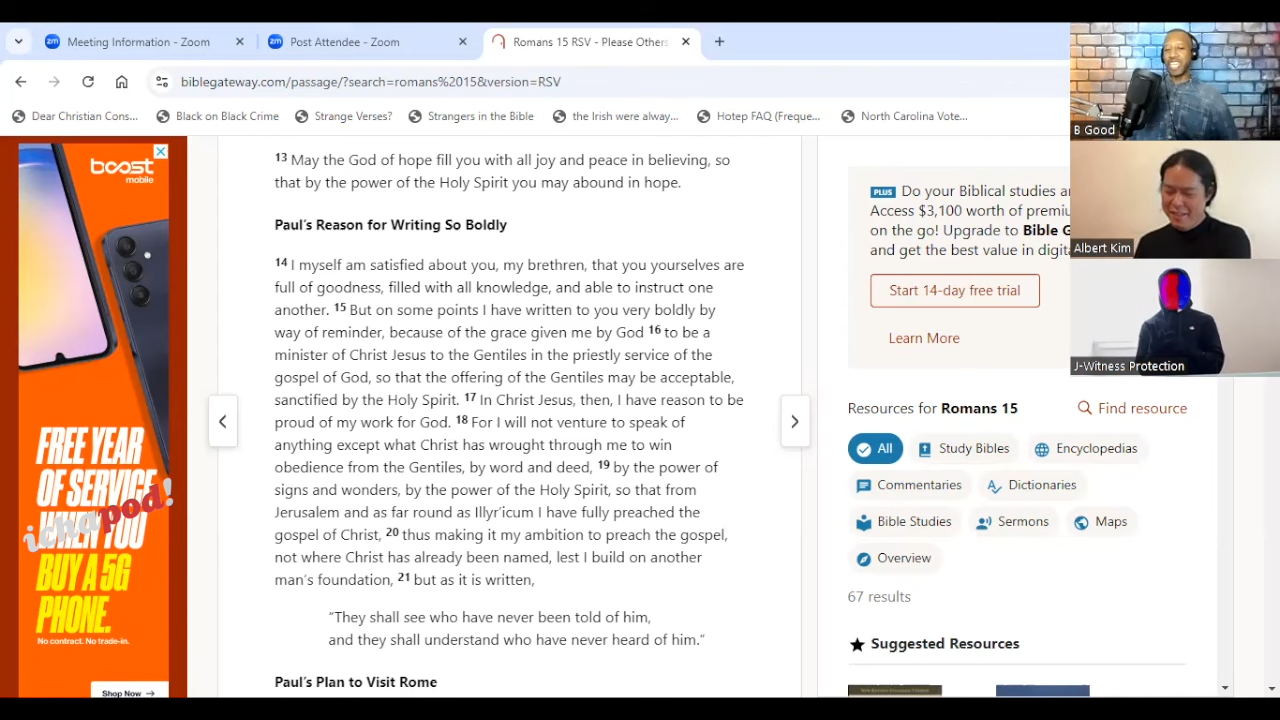 Meeting Information - Zoom
Post Attendee - Zoom
Romans 15 RSV - Please Others
biblegateway.com/passage/?search=romans%2015&version=RSV
Dear Christian Cons...
Black on Black Crime
Strange Verses?
Strangers in the Bible
the Irish were alway...
Hotep FAQ (Freque...
North Carolina Vote...
B Good
Albert Kim
J-Witness Protection
boost
mobile
FREE YEAR
OF SERVICE
WHEN YOU
BUY A 5G
PHONE.
No contract. No trade-in.
Shop Now →
ichapod!
13 May the God of hope fill you with all joy and peace in believing, so
that by the power of the Holy Spirit you may abound in hope.
Paul’s Reason for Writing So Boldly
14 I myself am satisfied about you, my brethren, that you yourselves are
full of goodness, filled with all knowledge, and able to instruct one
another. 15 But on some points I have written to you very boldly by
way of reminder, because of the grace given me by God 16 to be a
minister of Christ Jesus to the Gentiles in the priestly service of the
gospel of God, so that the offering of the Gentiles may be acceptable,
sanctified by the Holy Spirit. 17 In Christ Jesus, then, I have reason to be
proud of my work for God. 18 For I will not venture to speak of
anything except what Christ has wrought through me to win
obedience from the Gentiles, by word and deed, 19 by the power of
signs and wonders, by the power of the Holy Spirit, so that from
Jerusalem and as far round as Illyr′icum I have fully preached the
gospel of Christ, 20 thus making it my ambition to preach the gospel,
not where Christ has already been named, lest I build on another
man’s foundation, 21 but as it is written,
“They shall see who have never been told of him,
and they shall understand who have never heard of him.”
Paul’s Plan to Visit Rome
PLUS Do your Biblical studies
Access $3,100 worth of
on the go! Upgrade to Bible
and get the best value in
Start 14-day free trial
Learn More
Resources for Romans 15
Find resource
All
Study Bibles
Encyclopedias
Commentaries
Dictionaries
Bible Studies
Sermons
Maps
Overview
67 results
Suggested Resources